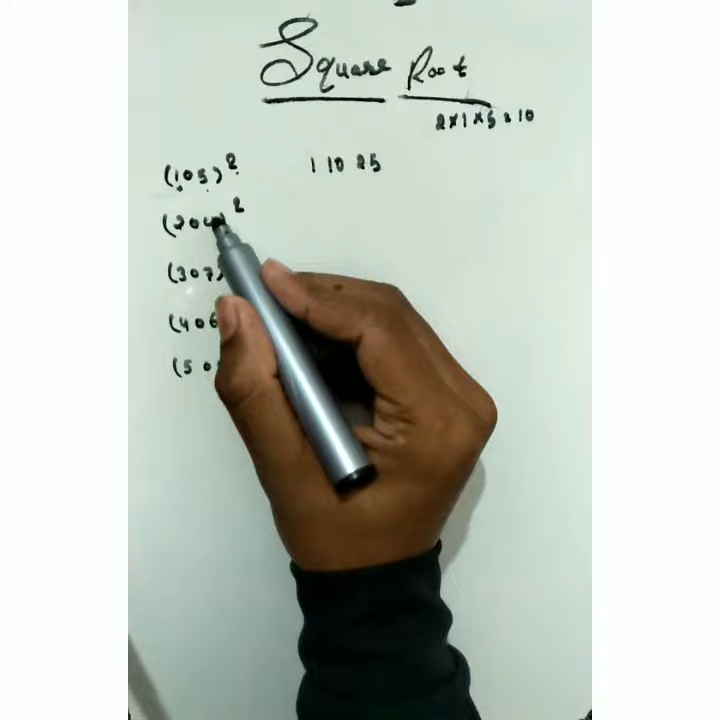 Square Root
2×1×5=10
(105)² 1 10 25
(204)²
(307)
(406
(50